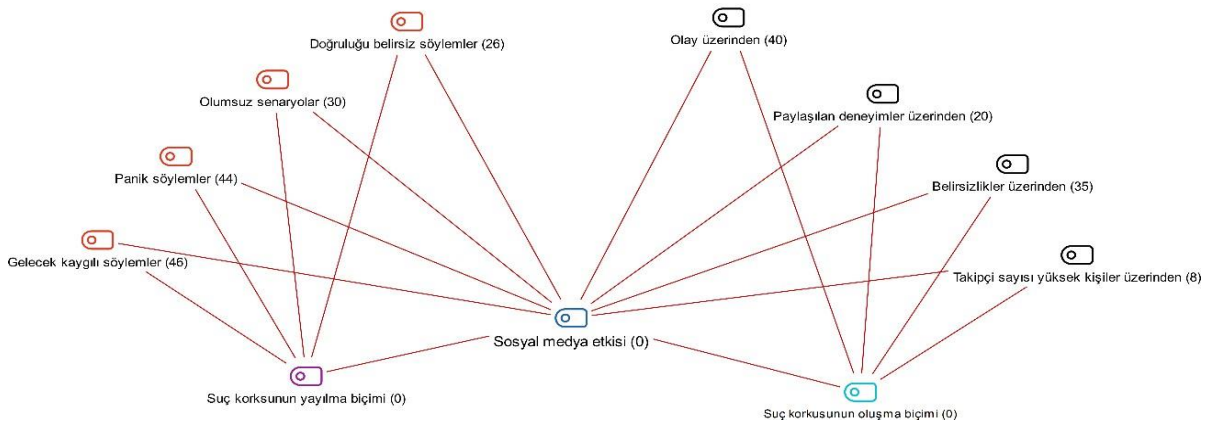 Doğruluğu belirsiz söylemler (26)
Olay üzerinden (40)
Olumsuz senaryolar (30)
Paylaşılan deneyimler üzerinden (20)
Panik söylemler (44)
Belirsizlikler üzerinden (35)
Gelecek kaygılı söylemler (46)
Takipçi sayısı yüksek kişiler üzerinden (8)
Sosyal medya etkisi (0)
Suç korksunun yayılma biçimi (0)
Suç korkusunun oluşma biçimi (0)